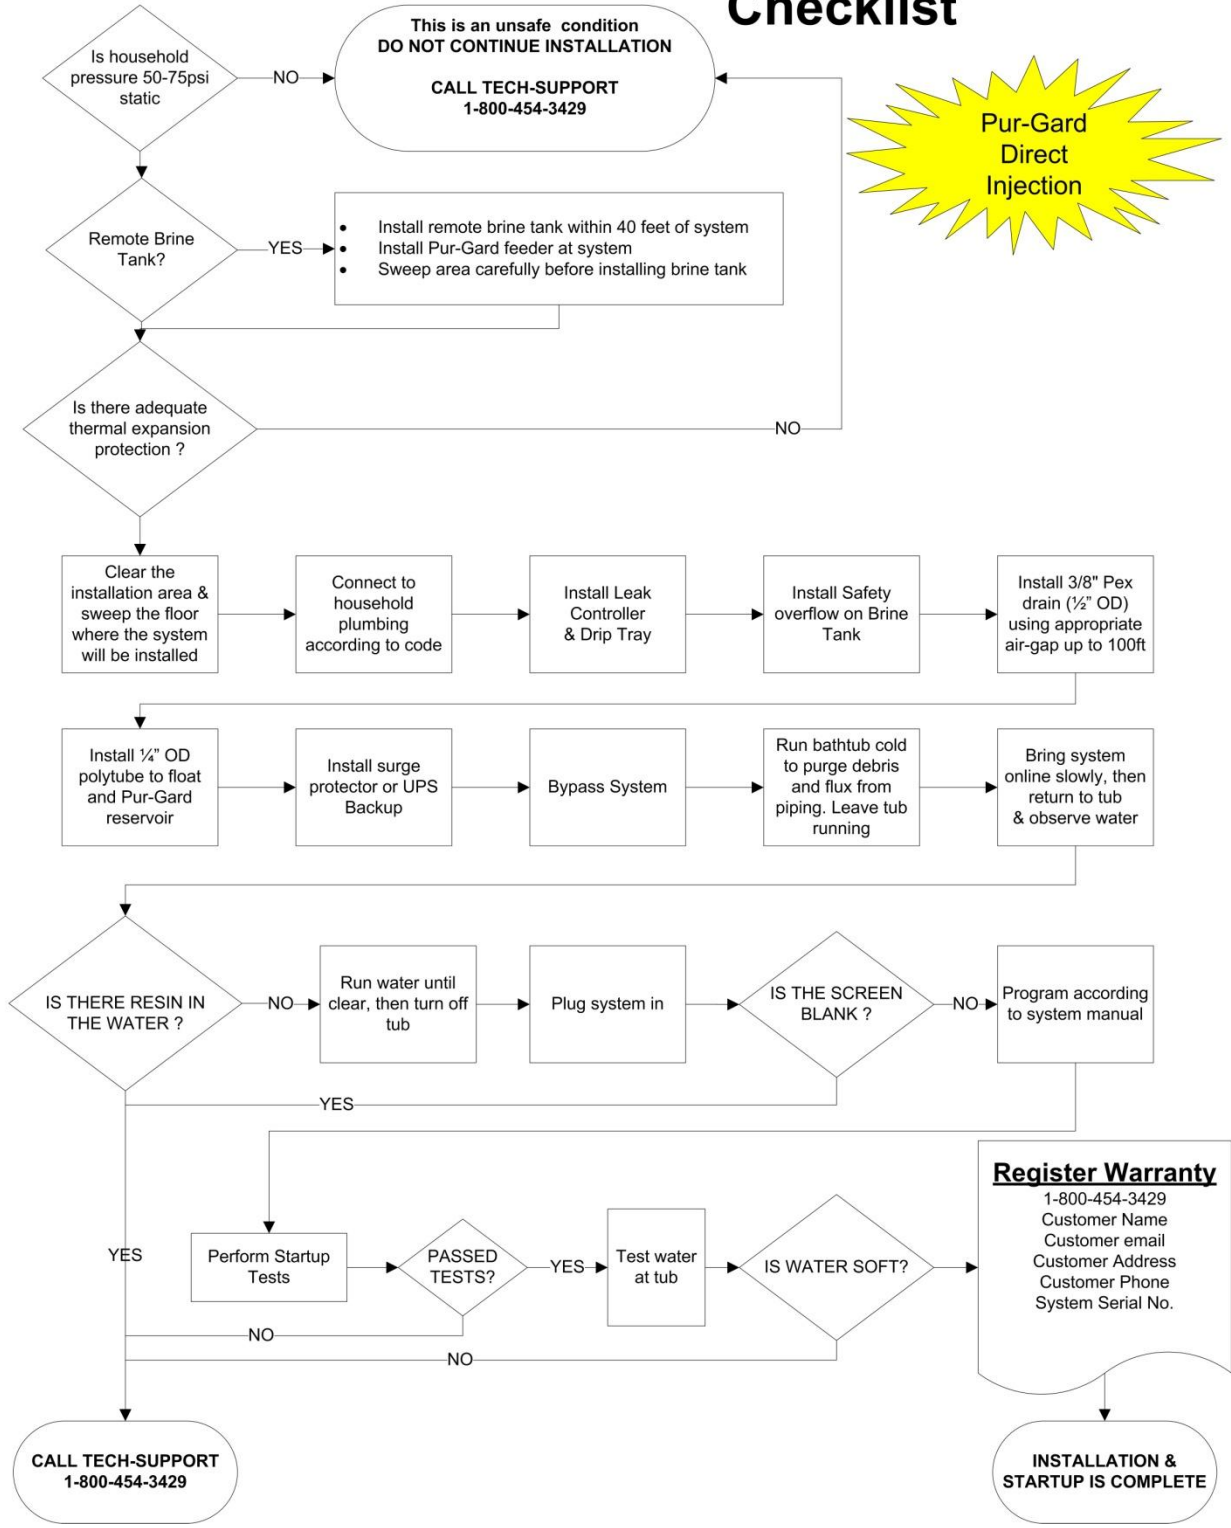 Checklist
Is household
pressure 50-75psi
static
NO
This is an unsafe condition
DO NOT CONTINUE INSTALLATION
CALL TECH-SUPPORT
1-800-454-3429
Pur-Gard
Direct
Injection
Remote Brine
Tank?
YES
• Install remote brine tank within 40 feet of system
• Install Pur-Gard feeder at system
• Sweep area carefully before installing brine tank
Is there adequate
thermal expansion
protection ?
NO
Clear the
installation area &
sweep the floor
where the system
will be installed
Connect to
household
plumbing
according to code
Install Leak
Controller
& Drip Tray
Install Safety
overflow on Brine
Tank
Install 3/8" Pex
drain (½” OD)
using appropriate
air-gap up to 100ft
Install ¼” OD
polytube to float
and Pur-Gard
reservoir
Install surge
protector or UPS
Backup
Bypass System
Run bathtub cold
to purge debris
and flux from
piping. Leave tub
running
Bring system
online slowly, then
return to tub
& observe water
IS THERE RESIN IN
THE WATER ?
NO
Run water until
clear, then turn off
tub
Plug system in
IS THE SCREEN
BLANK ?
NO
Program according
to system manual
YES
YES
Perform Startup
Tests
PASSED
TESTS?
YES
Test water
at tub
IS WATER SOFT?
Register Warranty
1-800-454-3429
Customer Name
Customer email
Customer Address
Customer Phone
System Serial No.
NO
NO
CALL TECH-SUPPORT
1-800-454-3429
INSTALLATION &
STARTUP IS COMPLETE